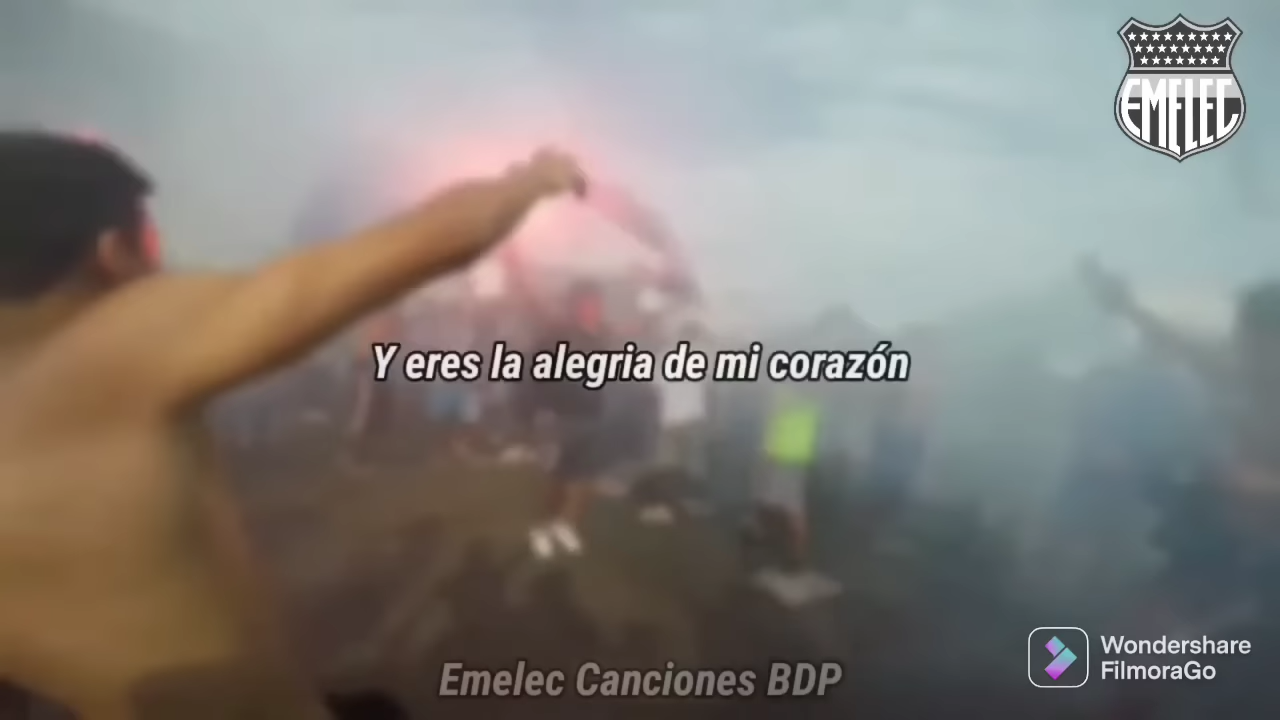 EMELEC
Y eres la alegria de mi corazón
Emelec Canciones BDP
Wondershare
FilmoraGo